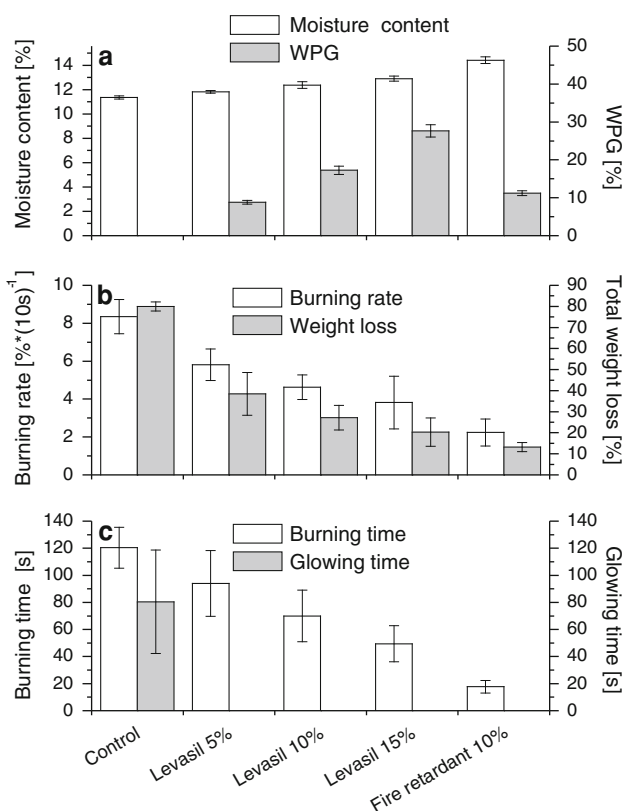 a
Moisture content
WPG
Moisture content [%]
14
12
10
8
6
4
2
0
50
40
30
20
10
0
WPG [%]
b
Burning rate
Weight loss
Burning rate [%*(10s)⁻¹]
10
8
6
4
2
0
90
80
70
60
50
40
30
20
10
0
Total weight loss [%]
c
Burning time
Glowing time
Burning time [s]
140
120
100
80
60
40
20
0
140
120
100
80
60
40
20
0
Glowing time [s]
Control
Levasil 5%
Levasil 10%
Levasil 15%
Fire retardant 10%